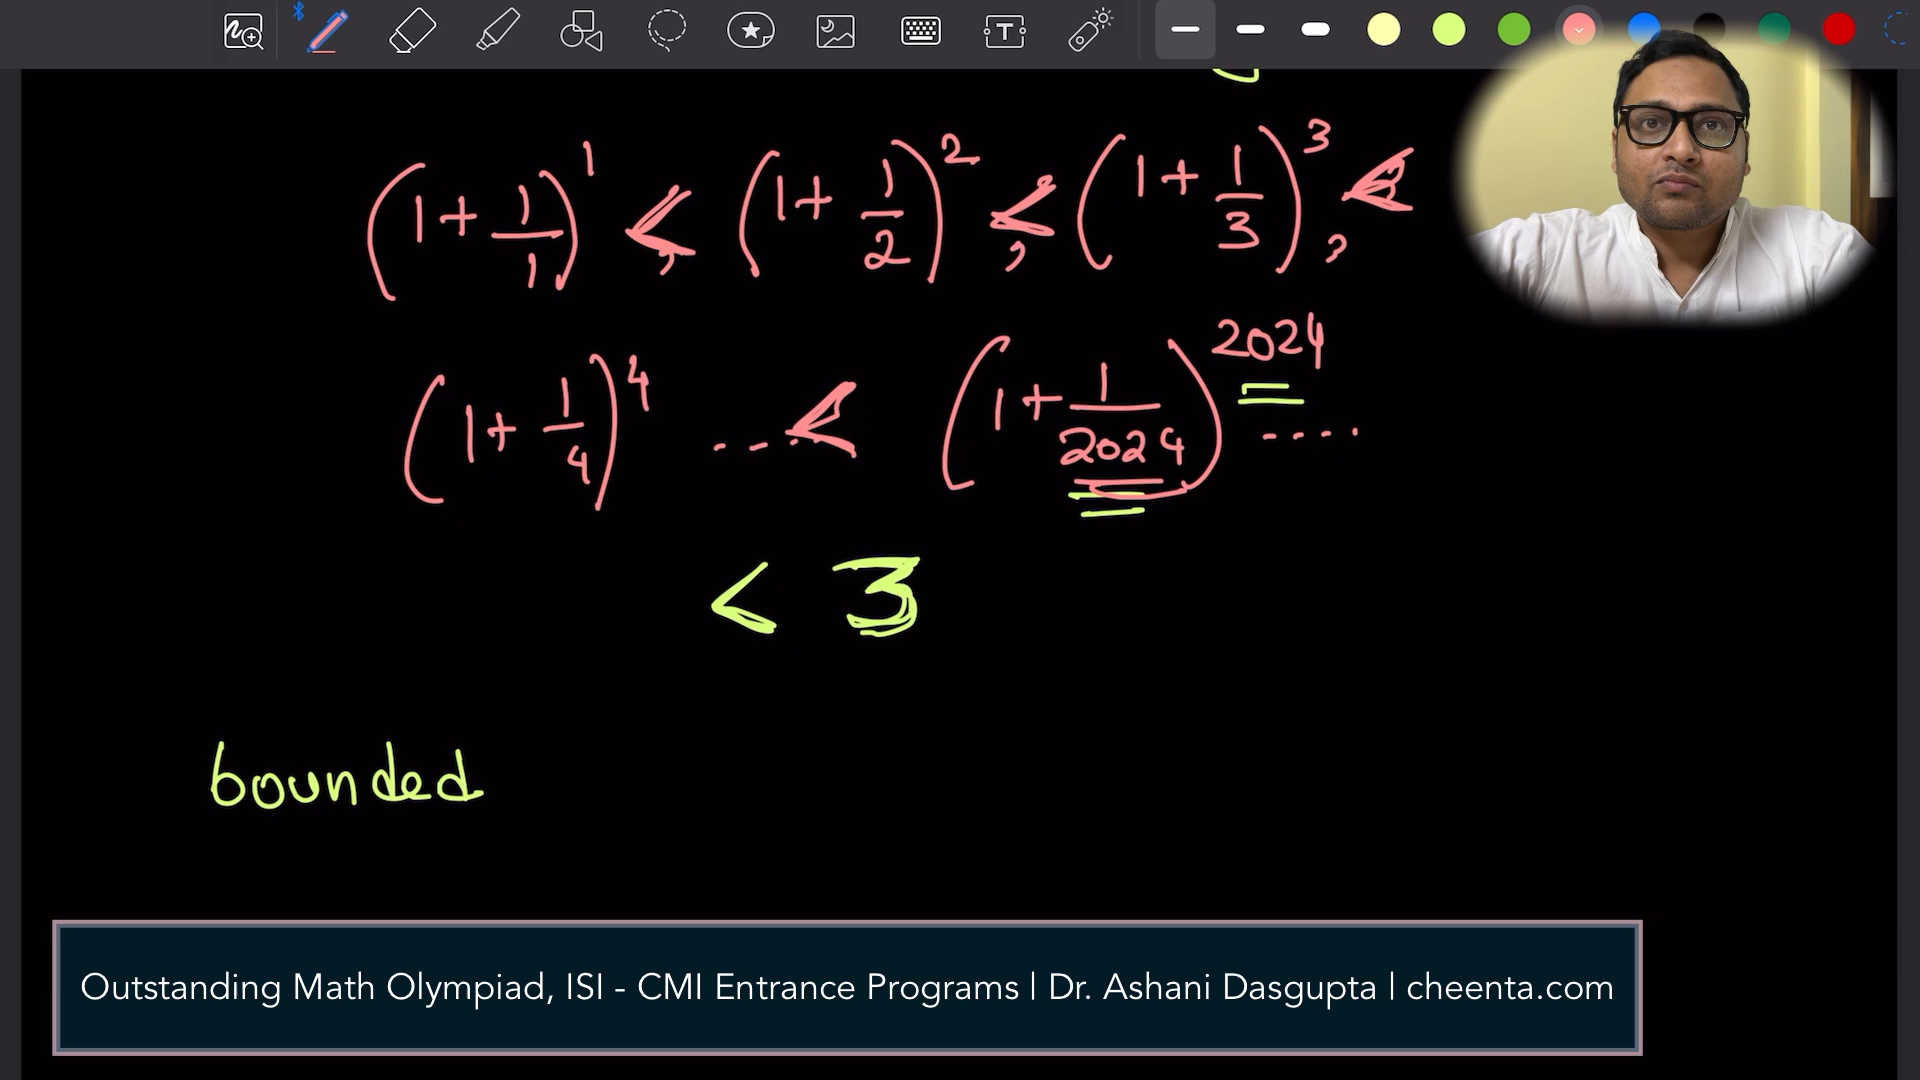 (1 + 1/1)^1 <, (1 + 1/2)^2 <, (1 + 1/3)^3, <
(1 + 1/4)^4 ... < (1 + 1/2024)^2024 ....
< 3
bounded
Outstanding Math Olympiad, ISI - CMI Entrance Programs | Dr. Ashani Dasgupta | cheenta.com